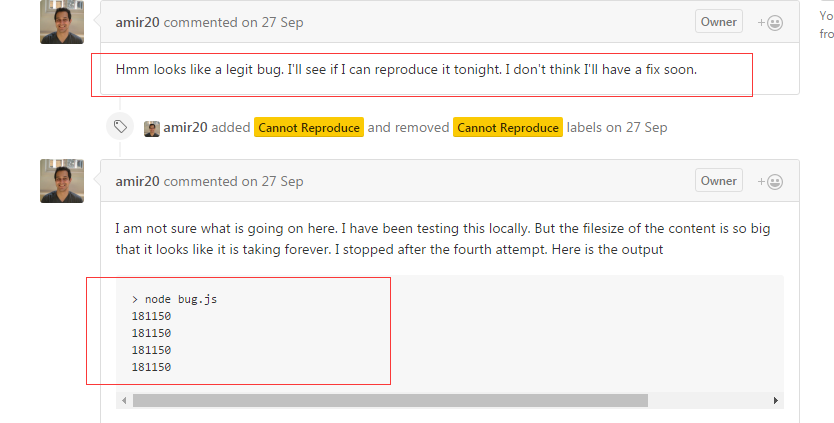 amir20 commented on 27 Sep
Owner
Yo
fro
Hmm looks like a legit bug. I'll see if I can reproduce it tonight. I don't think I'll have a fix soon.
amir20 added Cannot Reproduce and removed Cannot Reproduce labels on 27 Sep
amir20 commented on 27 Sep
Owner
I am not sure what is going on here. I have been testing this locally. But the filesize of the content is so big
that it looks like it is taking forever. I stopped after the fourth attempt. Here is the output
> node bug.js
181150
181150
181150
181150